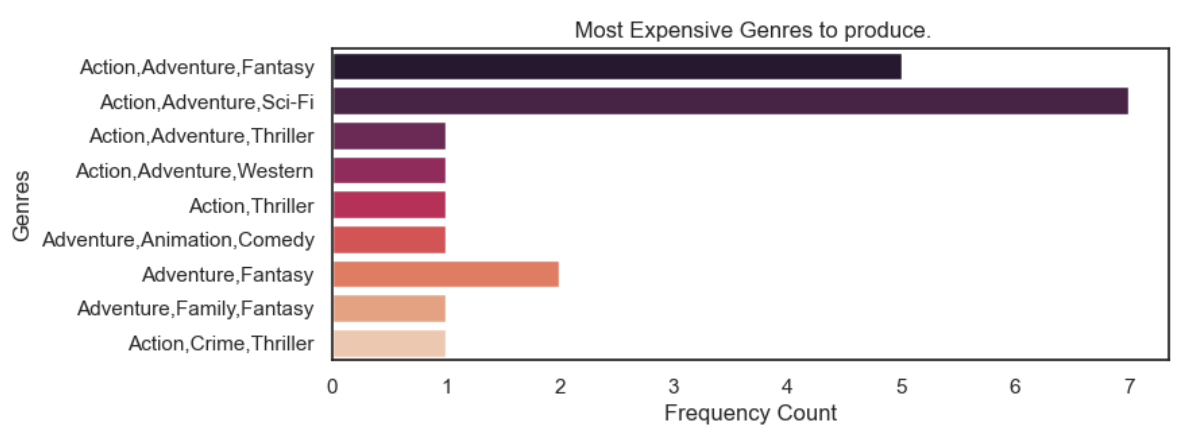 Most Expensive Genres to produce.
Genres
Action,Adventure,Fantasy
Action,Adventure,Sci-Fi
Action,Adventure,Thriller
Action,Adventure,Western
Action,Thriller
Adventure,Animation,Comedy
Adventure,Fantasy
Adventure,Family,Fantasy
Action,Crime,Thriller
0 1 2 3 4 5 6 7
Frequency Count